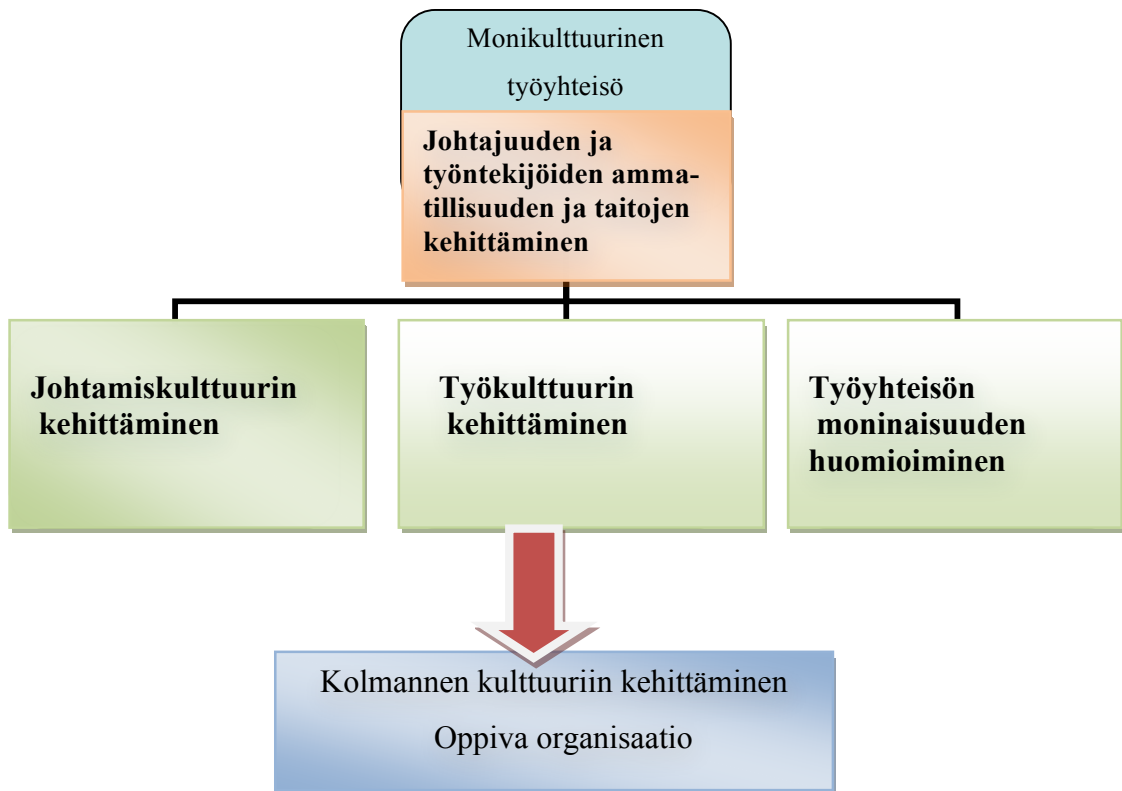 Monikulttuurinen
työyhteisö
Johtajuuden ja
työntekijöiden amma-
tillisuuden ja taitojen
kehittäminen
Johtamiskulttuurin
kehittäminen
Työkulttuurin
kehittäminen
Työyhteisön
moninaisuuden
huomioiminen
Kolmannen kulttuuriin kehittäminen
Oppiva organisaatio